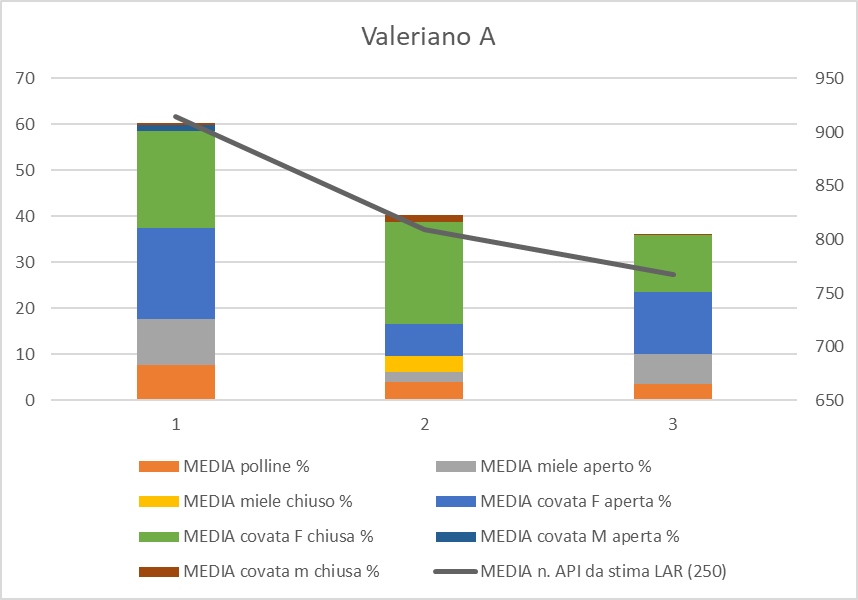 Valeriano A
70
60
50
40
30
20
10
0
950
900
850
800
750
700
650
1 2 3
MEDIA polline % MEDIA miele aperto %
MEDIA miele chiuso % MEDIA covata F aperta %
MEDIA covata F chiusa % MEDIA covata M aperta %
MEDIA covata m chiusa % MEDIA n. API da stima LAR (250)